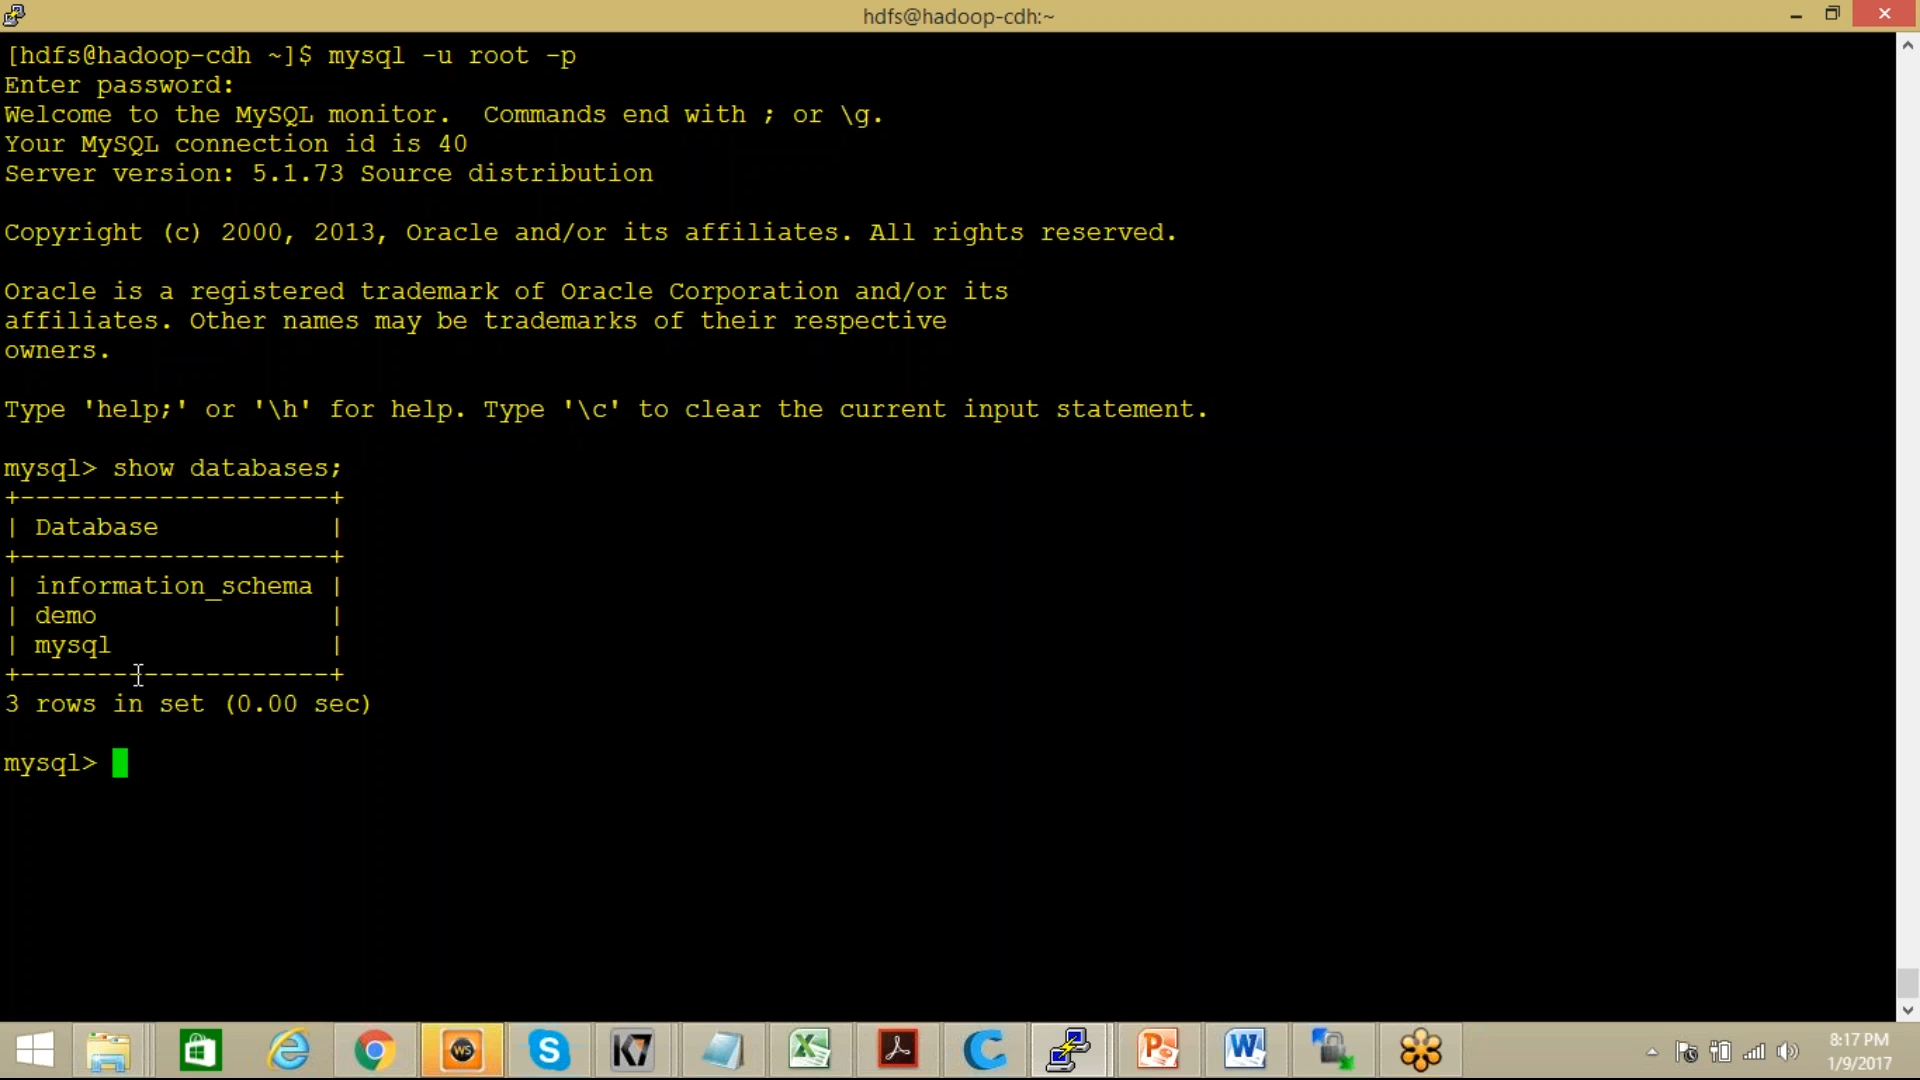 hdfs@hadoop-cdh:~
[hdfs@hadoop-cdh ~]$ mysql -u root -p
Enter password:
Welcome to the MySQL monitor.  Commands end with ; or \g.
Your MySQL connection id is 40
Server version: 5.1.73 Source distribution
Copyright (c) 2000, 2013, Oracle and/or its affiliates. All rights reserved.
Oracle is a registered trademark of Oracle Corporation and/or its
affiliates. Other names may be trademarks of their respective
owners.
Type 'help;' or '\h' for help. Type '\c' to clear the current input statement.
mysql> show databases;
+--------------------+
| Database           |
+--------------------+
| information_schema |
| demo               |
| mysql              |
+--------------------+
3 rows in set (0.00 sec)
mysql>
WS
K7
8:17 PM
1/9/2017